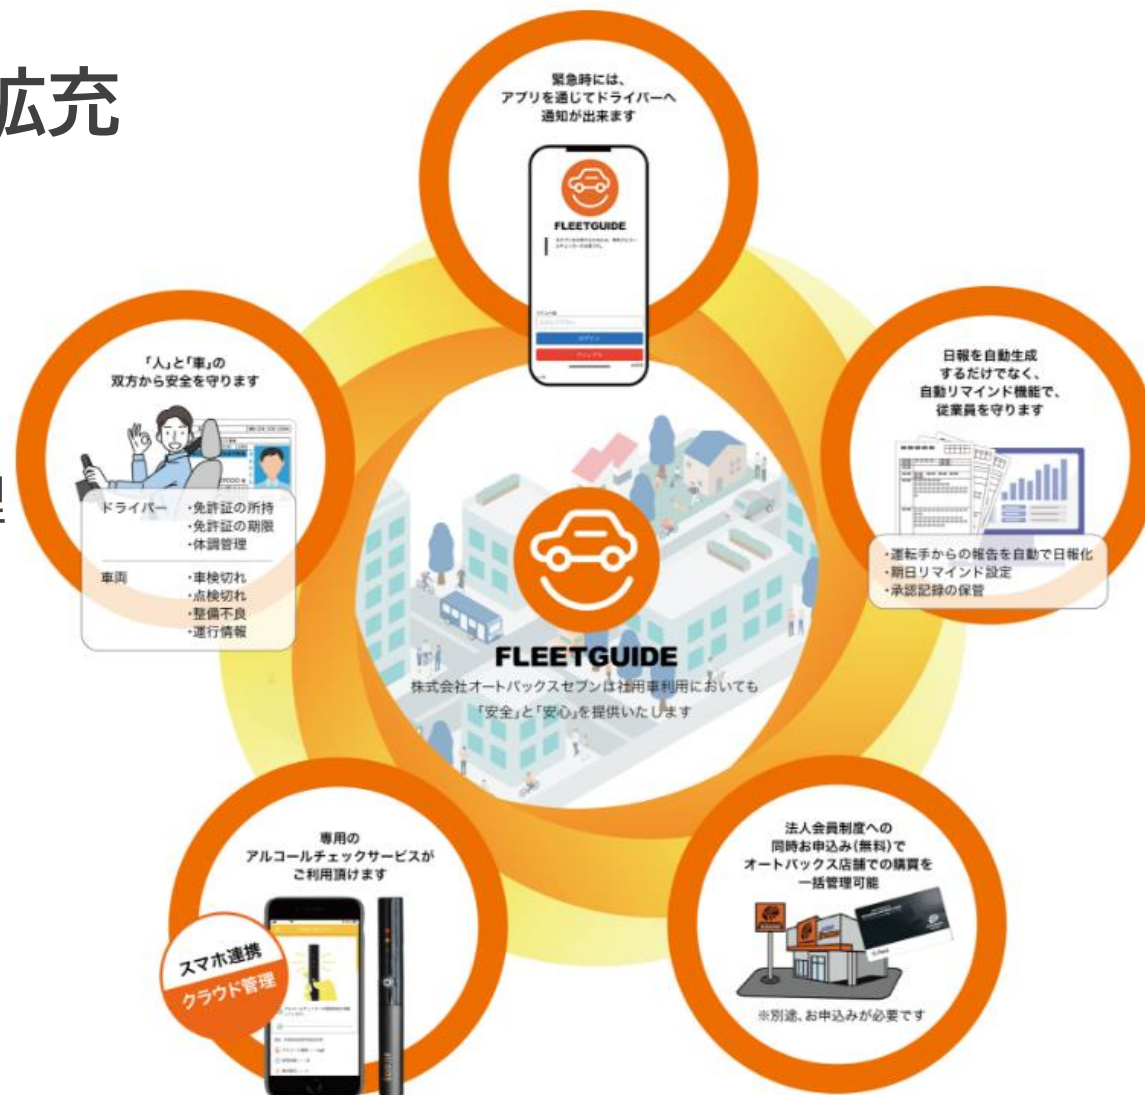 拡充
緊急時には、
アプリを通じてドライバーへ
通知が出来ます
FLEETGUIDE
ログイン
マニュアル
「人」と「車」の
双方から安全を守ります
ドライバー ・免許証の所持
・免許証の期限
・体調管理
車両 ・車検切れ
・点検切れ
・整備不良
・運行情報
日報を自動生成
するだけでなく、
自動リマインド機能で、
従業員を守ります
・運転手からの報告を自動で日報化
・期日リマインド設定
・承認記録の保管
FLEETGUIDE
株式会社オートバックスセブンは社用車利用においても
「安全」と「安心」を提供いたします
専用の
アルコールチェックサービスが
ご利用頂けます
スマホ連携
クラウド管理
法人会員制度への
同時お申込み(無料)で
オートバックス店舗での購買を
一括管理可能
※別途、お申込みが必要です